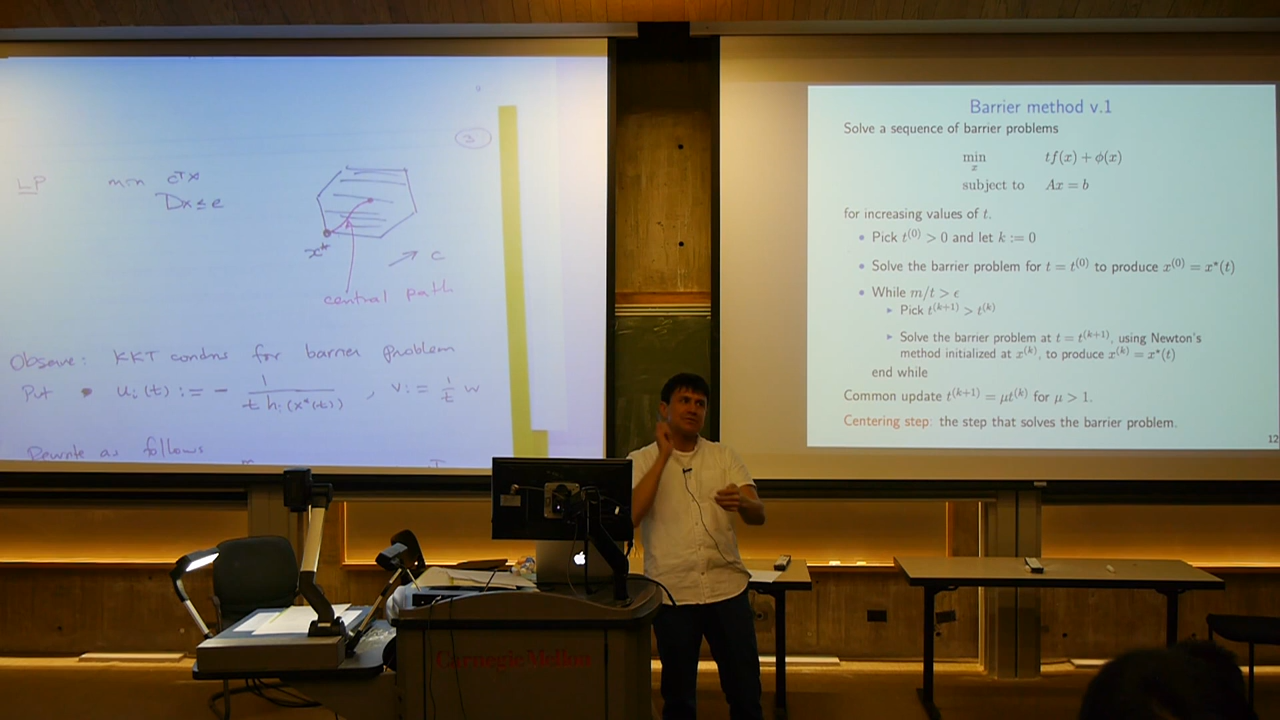 3
LP min cᵀx
Dx ≤ e
x*
→ c
central path
Observe: KKT condns for barrier problem
Put • uᵢ(t) := - 1 / (t hᵢ(x*(t))) , v := 1/t w
Rewrite as follows
Barrier method v.1
Solve a sequence of barrier problems
min_x tf(x) + ϕ(x)
subject to Ax = b
for increasing values of t.
• Pick t^(0) > 0 and let k := 0
• Solve the barrier problem for t = t^(0) to produce x^(0) = x*(t)
• While m/t > ϵ
▸ Pick t^(k+1) > t^(k)
▸ Solve the barrier problem at t = t^(k+1), using Newton's
method initialized at x^(k), to produce x^(k) = x*(t)
end while
Common update t^(k+1) = μt^(k) for μ > 1.
Centering step: the step that solves the barrier problem.
12
Carnegie Mellon